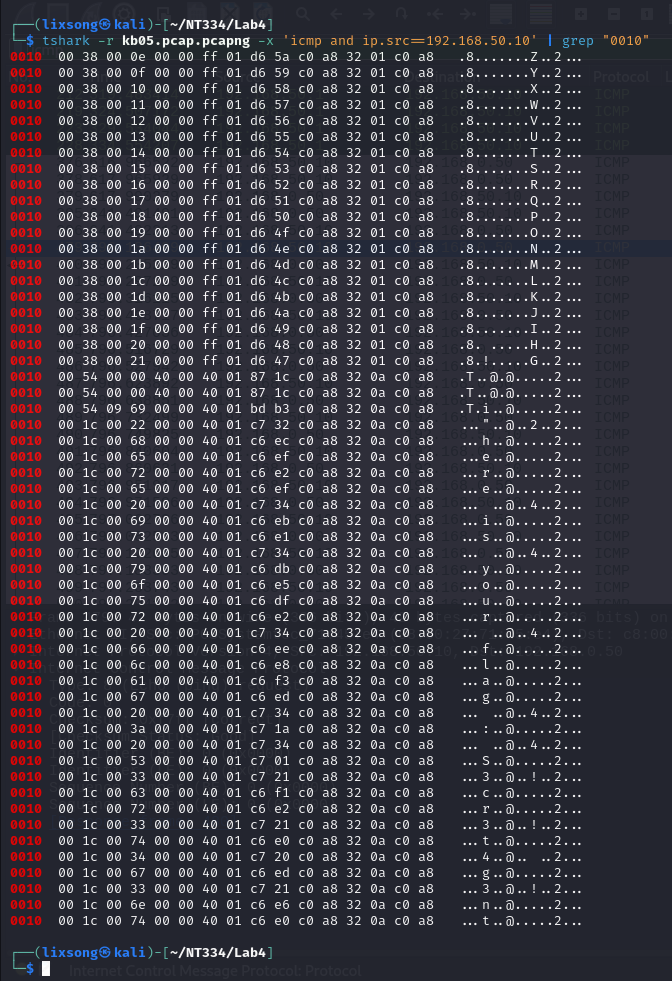 ┌──(lixsong㉿kali)-[~/NT334/Lab4]
└─$ tshark -r kb05.pcap.pcapng -x 'icmp and ip.src==192.168.50.10' | grep "0010"
0010  00 38 00 0e 00 00 ff 01 d6 5a c0 a8 32 01 c0 a8   .8.......Z..2...
0010  00 38 00 0f 00 00 ff 01 d6 59 c0 a8 32 01 c0 a8   .8.......Y..2...
0010  00 38 00 10 00 00 ff 01 d6 58 c0 a8 32 01 c0 a8   .8.......X..2...
0010  00 38 00 11 00 00 ff 01 d6 57 c0 a8 32 01 c0 a8   .8.......W..2...
0010  00 38 00 12 00 00 ff 01 d6 56 c0 a8 32 01 c0 a8   .8.......V..2...
0010  00 38 00 13 00 00 ff 01 d6 55 c0 a8 32 01 c0 a8   .8.......U..2...
0010  00 38 00 14 00 00 ff 01 d6 54 c0 a8 32 01 c0 a8   .8.......T..2...
0010  00 38 00 15 00 00 ff 01 d6 53 c0 a8 32 01 c0 a8   .8.......S..2...
0010  00 38 00 16 00 00 ff 01 d6 52 c0 a8 32 01 c0 a8   .8.......R..2...
0010  00 38 00 17 00 00 ff 01 d6 51 c0 a8 32 01 c0 a8   .8.......Q..2...
0010  00 38 00 18 00 00 ff 01 d6 50 c0 a8 32 01 c0 a8   .8.......P..2...
0010  00 38 00 19 00 00 ff 01 d6 4f c0 a8 32 01 c0 a8   .8.......O..2...
0010  00 38 00 1a 00 00 ff 01 d6 4e c0 a8 32 01 c0 a8   .8.......N..2...
0010  00 38 00 1b 00 00 ff 01 d6 4d c0 a8 32 01 c0 a8   .8.......M..2...
0010  00 38 00 1c 00 00 ff 01 d6 4c c0 a8 32 01 c0 a8   .8.......L..2...
0010  00 38 00 1d 00 00 ff 01 d6 4b c0 a8 32 01 c0 a8   .8.......K..2...
0010  00 38 00 1e 00 00 ff 01 d6 4a c0 a8 32 01 c0 a8   .8.......J..2...
0010  00 38 00 1f 00 00 ff 01 d6 49 c0 a8 32 01 c0 a8   .8.......I..2...
0010  00 38 00 20 00 00 ff 01 d6 48 c0 a8 32 01 c0 a8   .8. .....H..2...
0010  00 38 00 21 00 00 ff 01 d6 47 c0 a8 32 01 c0 a8   .8.!.....G..2...
0010  00 54 00 00 40 00 40 01 87 1c c0 a8 32 0a c0 a8   .T..@.@.....2...
0010  00 54 00 00 40 00 40 01 87 1c c0 a8 32 0a c0 a8   .T..@.@.....2...
0010  00 54 09 69 00 00 40 01 bd b3 c0 a8 32 0a c0 a8   .T.i..@.....2...
0010  00 1c 00 22 00 00 40 01 c7 32 c0 a8 32 0a c0 a8   ..."..@..2..2...
0010  00 1c 00 68 00 00 40 01 c6 ec c0 a8 32 0a c0 a8   ...h..@.....2...
0010  00 1c 00 65 00 00 40 01 c6 ef c0 a8 32 0a c0 a8   ...e..@.....2...
0010  00 1c 00 72 00 00 40 01 c6 e2 c0 a8 32 0a c0 a8   ...r..@.....2...
0010  00 1c 00 65 00 00 40 01 c6 ef c0 a8 32 0a c0 a8   ...e..@.....2...
0010  00 1c 00 20 00 00 40 01 c7 34 c0 a8 32 0a c0 a8   ... ..@..4..2...
0010  00 1c 00 69 00 00 40 01 c6 eb c0 a8 32 0a c0 a8   ...i..@.....2...
0010  00 1c 00 73 00 00 40 01 c6 e1 c0 a8 32 0a c0 a8   ...s..@.....2...
0010  00 1c 00 20 00 00 40 01 c7 34 c0 a8 32 0a c0 a8   ... ..@..4..2...
0010  00 1c 00 79 00 00 40 01 c6 db c0 a8 32 0a c0 a8   ...y..@.....2...
0010  00 1c 00 6f 00 00 40 01 c6 e5 c0 a8 32 0a c0 a8   ...o..@.....2...
0010  00 1c 00 75 00 00 40 01 c6 df c0 a8 32 0a c0 a8   ...u..@.....2...
0010  00 1c 00 72 00 00 40 01 c6 e2 c0 a8 32 0a c0 a8   ...r..@.....2...
0010  00 1c 00 20 00 00 40 01 c7 34 c0 a8 32 0a c0 a8   ... ..@..4..2...
0010  00 1c 00 66 00 00 40 01 c6 ee c0 a8 32 0a c0 a8   ...f..@.....2...
0010  00 1c 00 6c 00 00 40 01 c6 e8 c0 a8 32 0a c0 a8   ...l..@.....2...
0010  00 1c 00 61 00 00 40 01 c6 f3 c0 a8 32 0a c0 a8   ...a..@.....2...
0010  00 1c 00 67 00 00 40 01 c6 ed c0 a8 32 0a c0 a8   ...g..@.....2...
0010  00 1c 00 20 00 00 40 01 c7 34 c0 a8 32 0a c0 a8   ... ..@..4..2...
0010  00 1c 00 3a 00 00 40 01 c7 1a c0 a8 32 0a c0 a8   ...:..@.....2...
0010  00 1c 00 20 00 00 40 01 c7 34 c0 a8 32 0a c0 a8   ... ..@..4..2...
0010  00 1c 00 53 00 00 40 01 c7 01 c0 a8 32 0a c0 a8   ...S..@.....2...
0010  00 1c 00 33 00 00 40 01 c7 21 c0 a8 32 0a c0 a8   ...3..@..!..2...
0010  00 1c 00 63 00 00 40 01 c6 f1 c0 a8 32 0a c0 a8   ...c..@.....2...
0010  00 1c 00 72 00 00 40 01 c6 e2 c0 a8 32 0a c0 a8   ...r..@.....2...
0010  00 1c 00 33 00 00 40 01 c7 21 c0 a8 32 0a c0 a8   ...3..@..!..2...
0010  00 1c 00 74 00 00 40 01 c6 e0 c0 a8 32 0a c0 a8   ...t..@.....2...
0010  00 1c 00 34 00 00 40 01 c7 20 c0 a8 32 0a c0 a8   ...4..@.. ..2...
0010  00 1c 00 67 00 00 40 01 c6 ed c0 a8 32 0a c0 a8   ...g..@.....2...
0010  00 1c 00 33 00 00 40 01 c7 21 c0 a8 32 0a c0 a8   ...3..@..!..2...
0010  00 1c 00 6e 00 00 40 01 c6 e6 c0 a8 32 0a c0 a8   ...n..@.....2...
0010  00 1c 00 74 00 00 40 01 c6 e0 c0 a8 32 0a c0 a8   ...t..@.....2...
┌──(lixsong㉿kali)-[~/NT334/Lab4]
└─$
Internet Control Message Protocol: Protocol